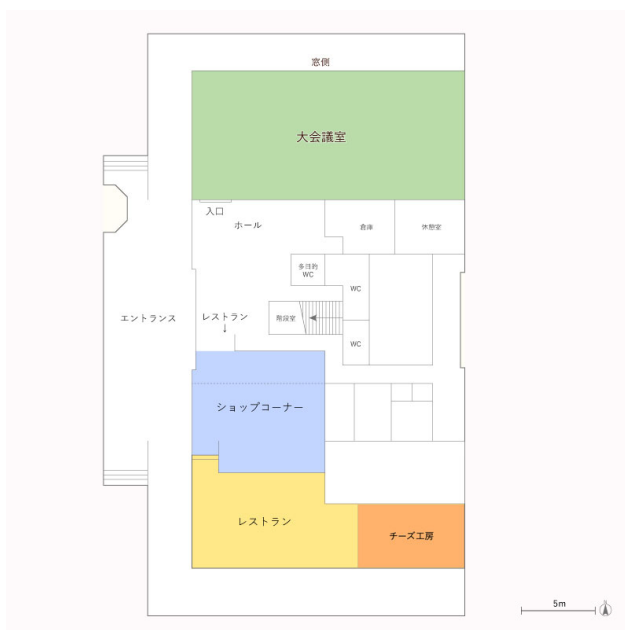 窓側
大会議室
入口
ホール
倉庫
休憩室
多目的
WC
WC
エントランス
レストラン
↓
階段室
WC
ショップコーナー
レストラン
チーズ工房
5m
N